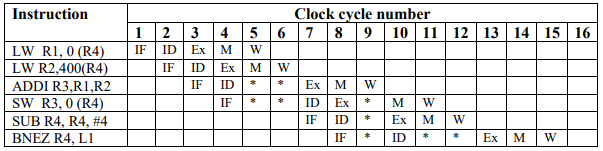 Instruction Clock cycle number
1 2 3 4 5 6 7 8 9 10 11 12 13 14 15 16
LW R1, 0 (R4) IF ID Ex M W
LW R2,400(R4) IF ID Ex M W
ADDI R3,R1,R2 IF ID * * Ex M W
SW R3, 0 (R4) IF * * ID Ex * M W
SUB R4, R4, #4 IF ID * Ex M W
BNEZ R4, L1 IF * ID * * Ex M W